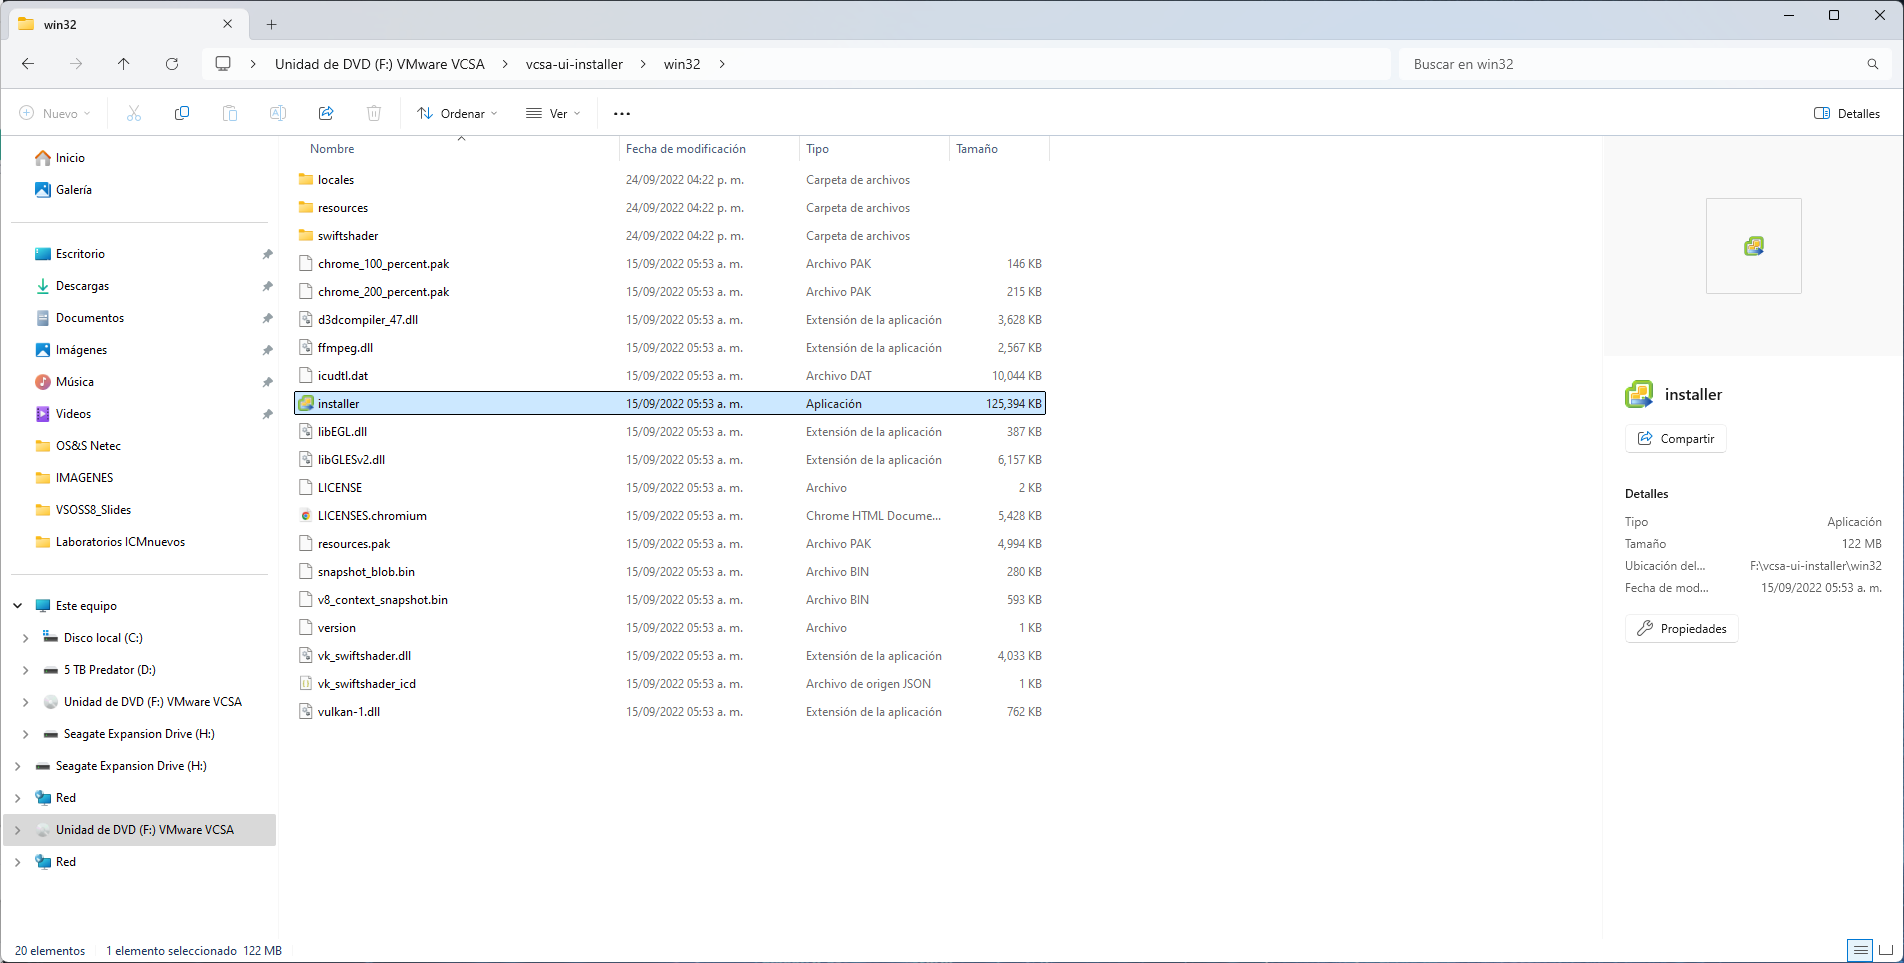 win32
Unidad de DVD (F:) VMware VCSA
vcsa-ui-installer
win32
Buscar en win32
Nuevo
Ordenar
Ver
Detalles
Inicio
Galería
Escritorio
Descargas
Documentos
Imágenes
Música
Videos
OS&S Netec
IMAGENES
VSOSS8_Slides
Laboratorios ICMnuevos
Este equipo
Disco local (C:)
5 TB Predator (D:)
Unidad de DVD (F:) VMware VCSA
Seagate Expansion Drive (H:)
Seagate Expansion Drive (H:)
Red
Unidad de DVD (F:) VMware VCSA
Red
Nombre Fecha de modificación Tipo Tamaño
locales 24/09/2022 04:22 p. m. Carpeta de archivos
resources 24/09/2022 04:22 p. m. Carpeta de archivos
swiftshader 24/09/2022 04:22 p. m. Carpeta de archivos
chrome_100_percent.pak 15/09/2022 05:53 a. m. Archivo PAK 146 KB
chrome_200_percent.pak 15/09/2022 05:53 a. m. Archivo PAK 215 KB
d3dcompiler_47.dll 15/09/2022 05:53 a. m. Extensión de la aplicación 3,628 KB
ffmpeg.dll 15/09/2022 05:53 a. m. Extensión de la aplicación 2,567 KB
icudtl.dat 15/09/2022 05:53 a. m. Archivo DAT 10,044 KB
installer 15/09/2022 05:53 a. m. Aplicación 125,394 KB
libEGL.dll 15/09/2022 05:53 a. m. Extensión de la aplicación 387 KB
libGLESv2.dll 15/09/2022 05:53 a. m. Extensión de la aplicación 6,157 KB
LICENSE 15/09/2022 05:53 a. m. Archivo 2 KB
LICENSES.chromium 15/09/2022 05:53 a. m. Chrome HTML Docume... 5,428 KB
resources.pak 15/09/2022 05:53 a. m. Archivo PAK 4,994 KB
snapshot_blob.bin 15/09/2022 05:53 a. m. Archivo BIN 280 KB
v8_context_snapshot.bin 15/09/2022 05:53 a. m. Archivo BIN 593 KB
version 15/09/2022 05:53 a. m. Archivo 1 KB
vk_swiftshader.dll 15/09/2022 05:53 a. m. Extensión de la aplicación 4,033 KB
vk_swiftshader_icd 15/09/2022 05:53 a. m. Archivo de origen JSON 1 KB
vulkan-1.dll 15/09/2022 05:53 a. m. Extensión de la aplicación 762 KB
installer
Compartir
Detalles
Tipo Aplicación
Tamaño 122 MB
Ubicación del... F:\vcsa-ui-installer\win32
Fecha de mod... 15/09/2022 05:53 a. m.
Propiedades
20 elementos 1 elemento seleccionado 122 MB